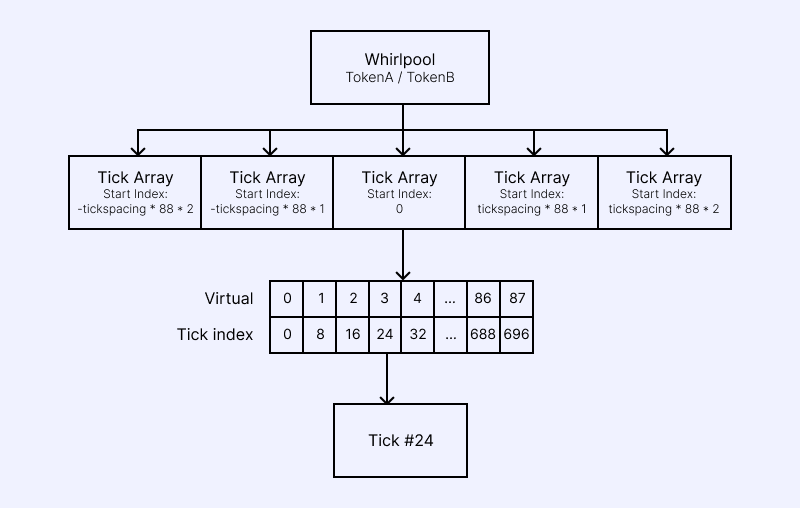 Whirlpool
TokenA / TokenB
Tick Array
Start Index:
-tickspacing * 88 * 2
Tick Array
Start Index:
-tickspacing * 88 * 1
Tick Array
Start Index:
0
Tick Array
Start Index:
tickspacing * 88 * 1
Tick Array
Start Index:
tickspacing * 88 * 2
Virtual 0 1 2 3 4 ... 86 87
Tick index 0 8 16 24 32 ... 688 696
Tick #24